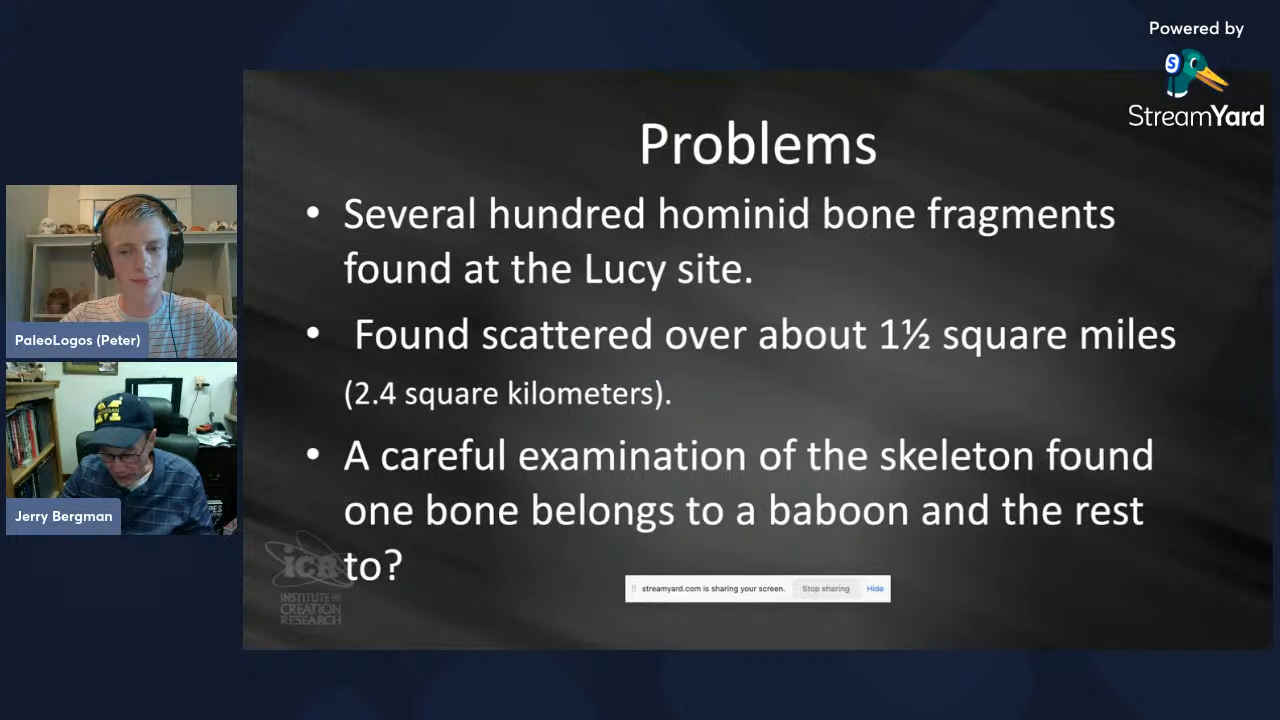 Powered by
StreamYard
Problems
• Several hundred hominid bone fragments
found at the Lucy site.
• Found scattered over about 1½ square miles
(2.4 square kilometers).
• A careful examination of the skeleton found
one bone belongs to a baboon and the rest
to?
PaleoLogos (Peter)
Jerry Bergman
iCR
INSTITUTE FOR
CREATION
RESEARCH
streamyard.com is sharing your screen. Stop sharing Hide